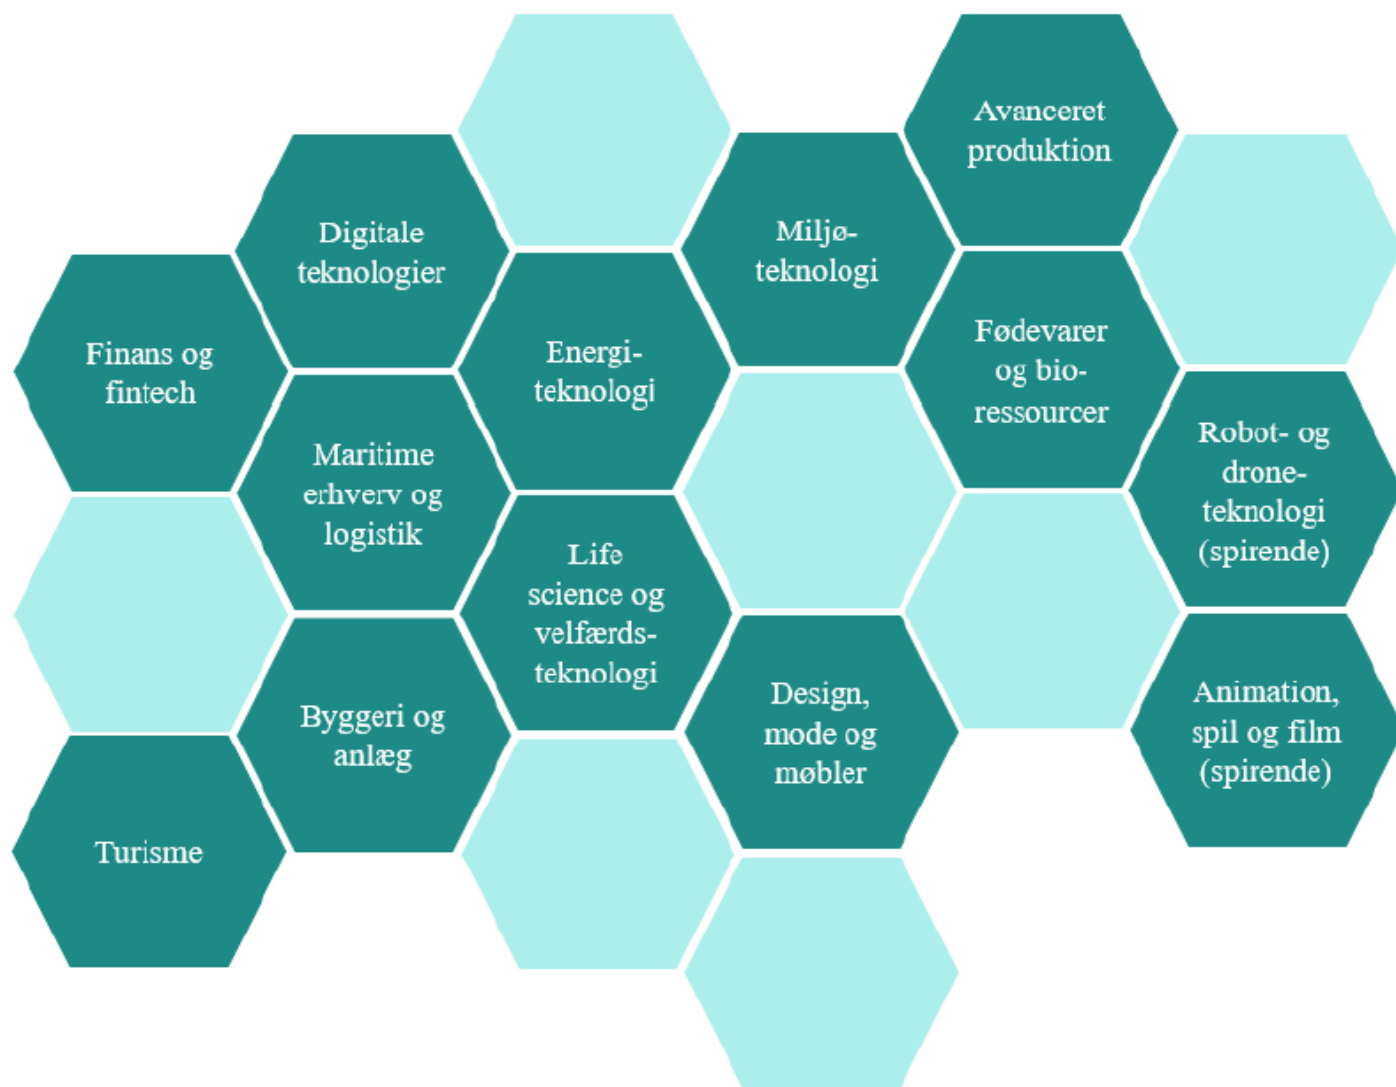 Avanceret
produktion
Digitale
teknologier
Miljø-
teknologi
Finans og
fintech
Energi-
teknologi
Fødevarer
og bio-
ressourcer
Maritime
erhverv og
logistik
Robot- og
drone-
teknologi
(spirende)
Life
science og
velfærds-
teknologi
Byggeri og
anlæg
Design,
mode og
møbler
Animation,
spil og film
(spirende)
Turisme